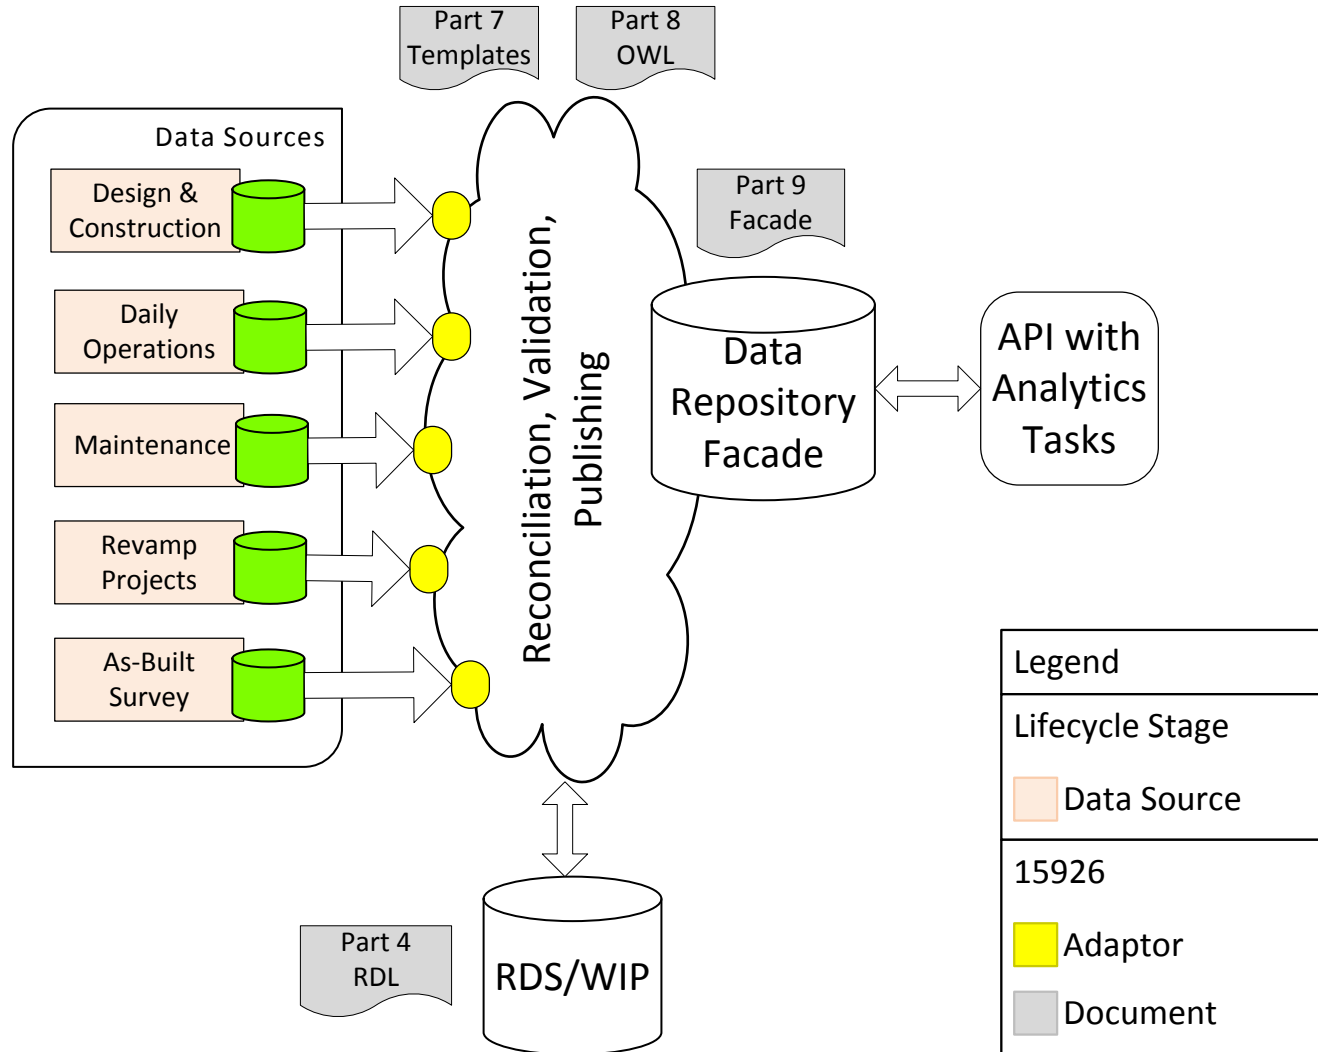 Part 7
Templates
Part 8
OWL
Data Sources
Design &
Construction
Daily
Operations
Maintenance
Revamp
Projects
As-Built
Survey
Reconciliation, Validation,
Publishing
Part 9
Facade
Data
Repository
Facade
API with
Analytics
Tasks
Part 4
RDL
RDS/WIP
Legend
Lifecycle Stage
Data Source
15926
Adaptor
Document